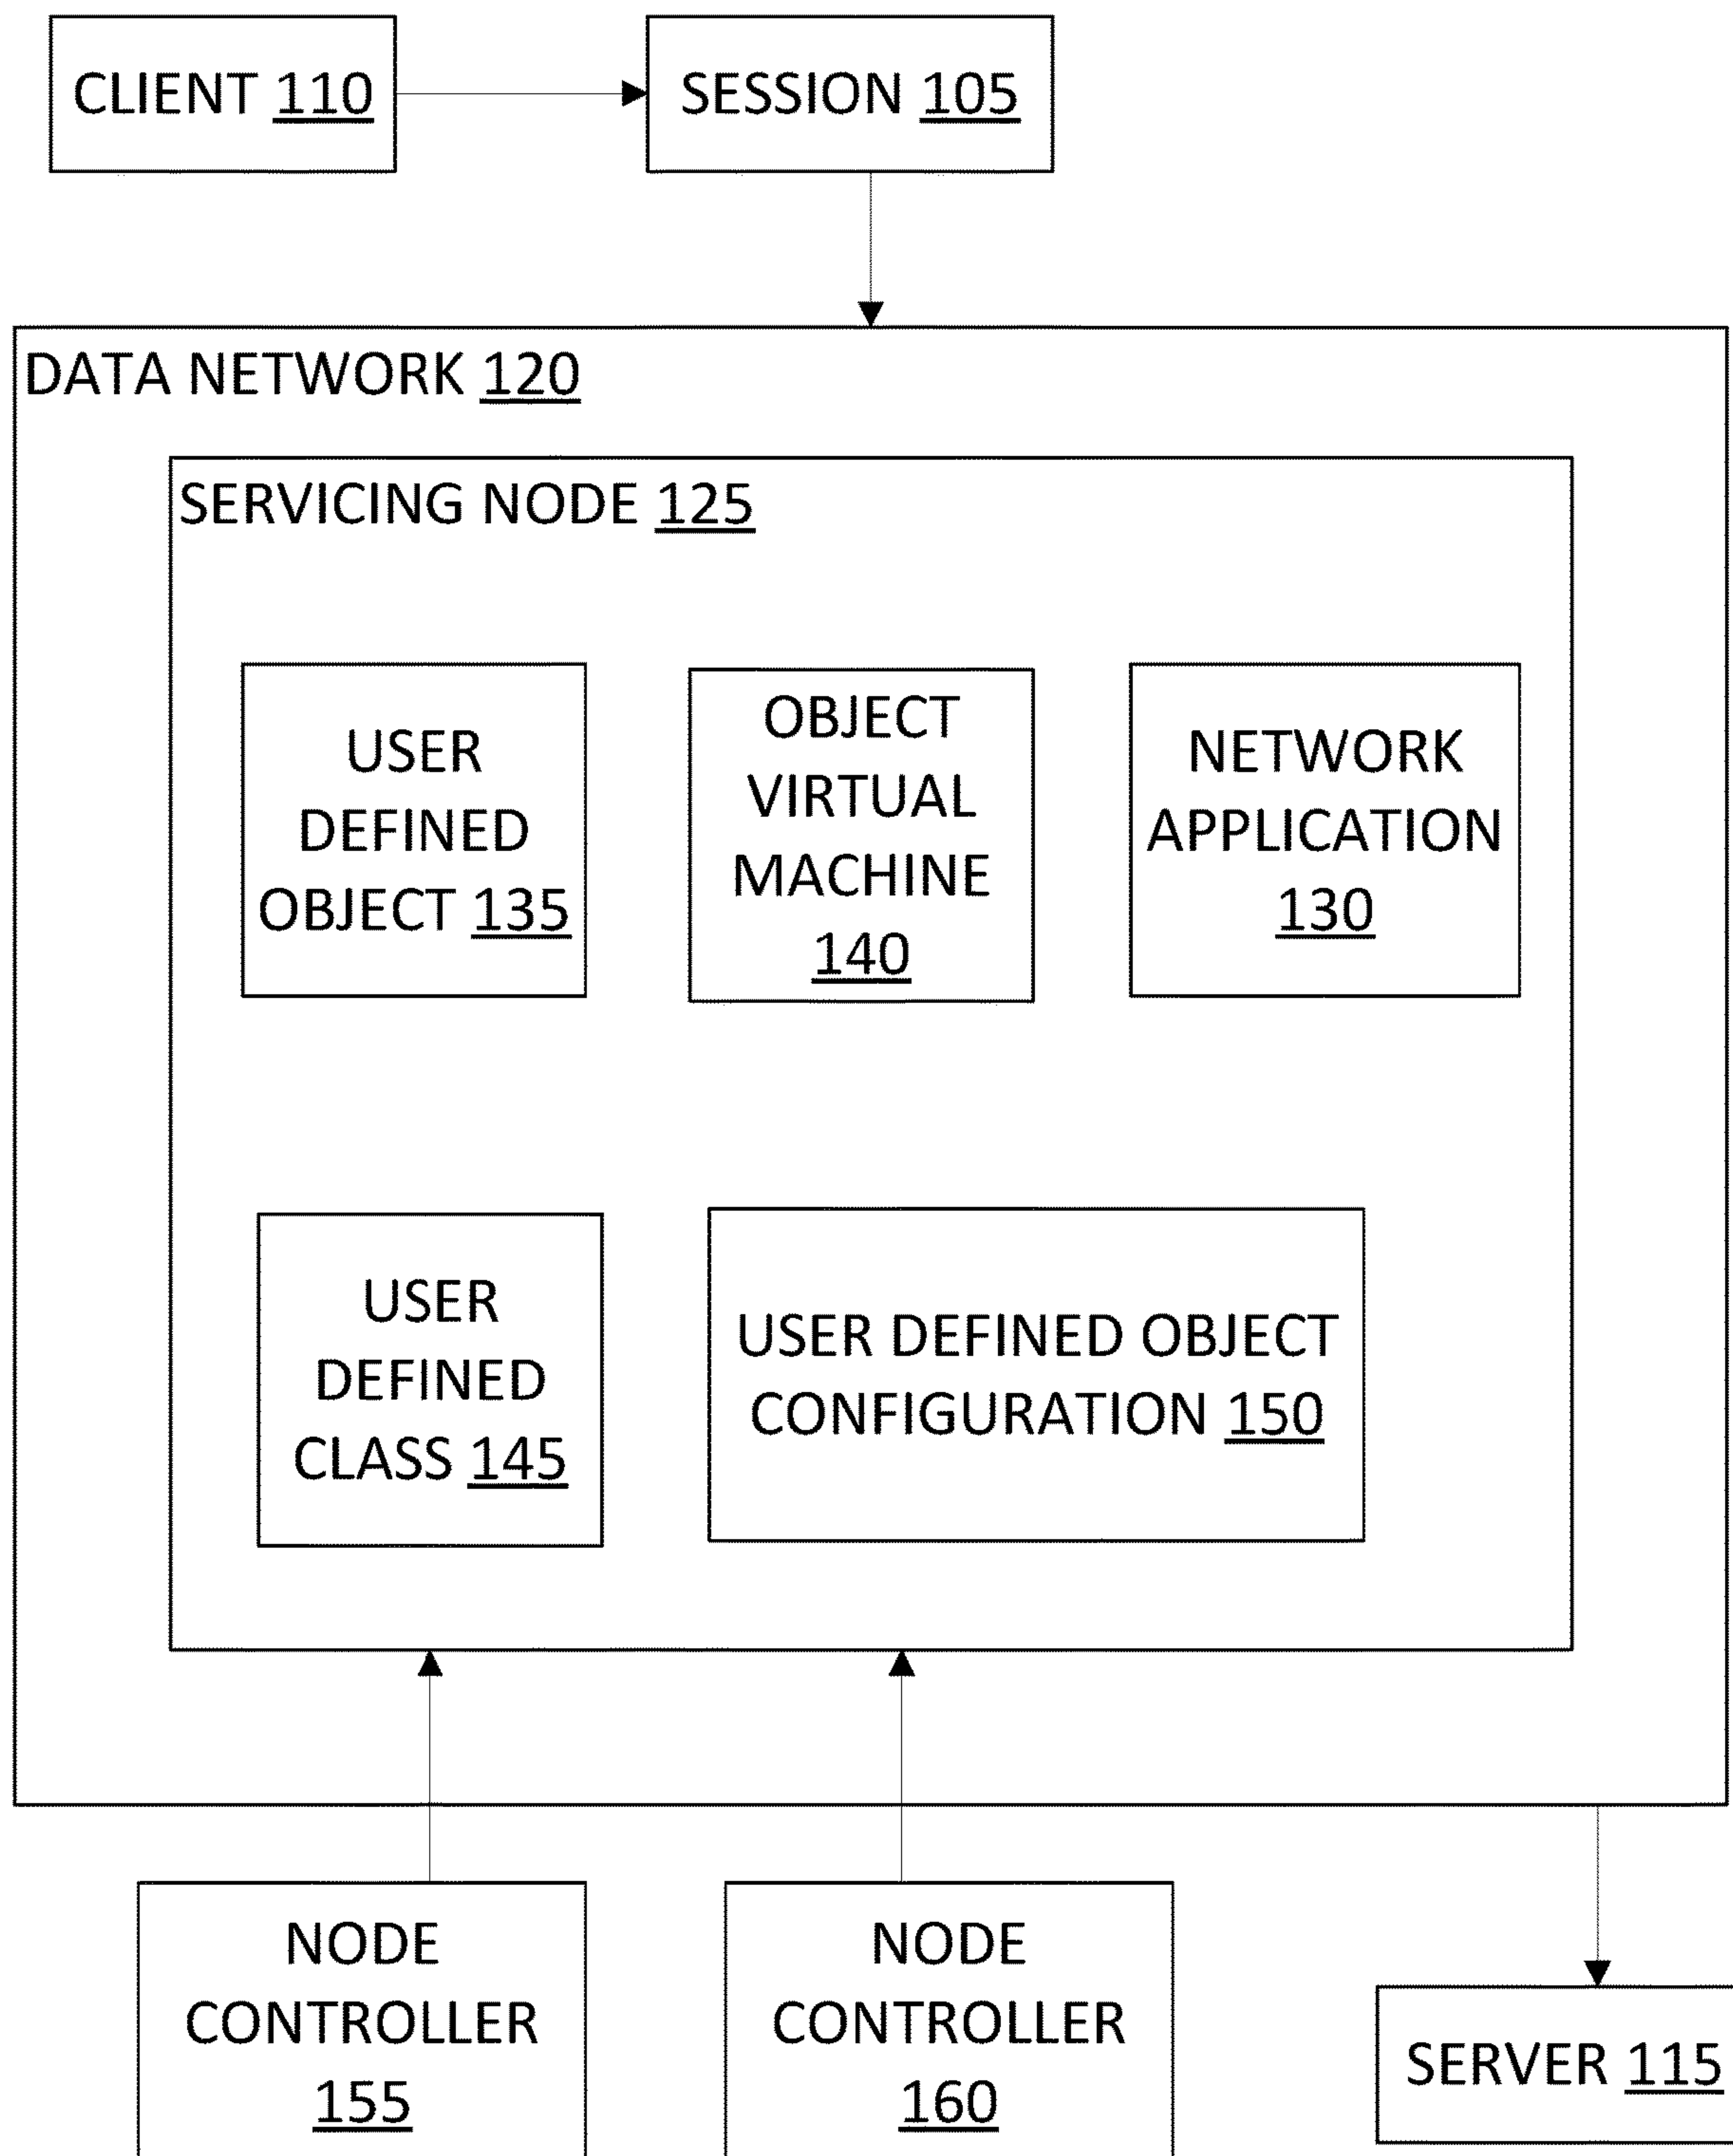 CLIENT 110
SESSION 105
DATA NETWORK 120
SERVICING NODE 125
USER
DEFINED
OBJECT 135
OBJECT
VIRTUAL
MACHINE
140
NETWORK
APPLICATION
130
USER
DEFINED
CLASS 145
USER DEFINED OBJECT
CONFIGURATION 150
NODE
CONTROLLER
155
NODE
CONTROLLER
160
SERVER 115